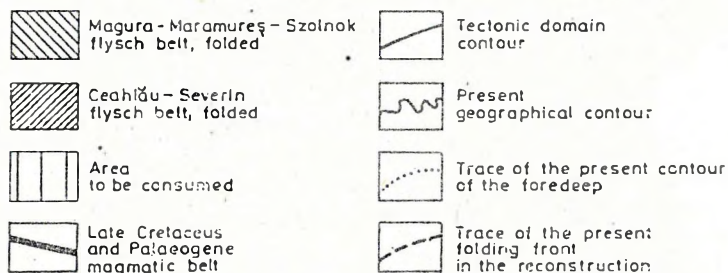 Magura-Maramureş-Szolnok
flysch belt, folded
Ceahlău-Severin
flysch belt, folded
Area
to be consumed
Late Cretaceus
and Palaeogene
magmatic belt
Tectonic domain
contour
Present
geographical contour
Trace of the present contour
of the foredeep
Trace of the present
folding front
in the reconstruction